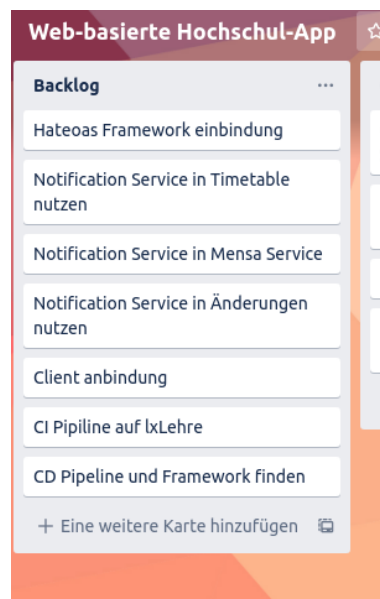 Web-basierte Hochschul-App
Backlog
Hateoas Framework einbindung
Notification Service in Timetable
nutzen
Notification Service in Mensa Service
Notification Service in Änderungen
nutzen
Client anbindung
CI Pipiline auf lxLehre
CD Pipeline und Framework finden
+ Eine weitere Karte hinzufügen